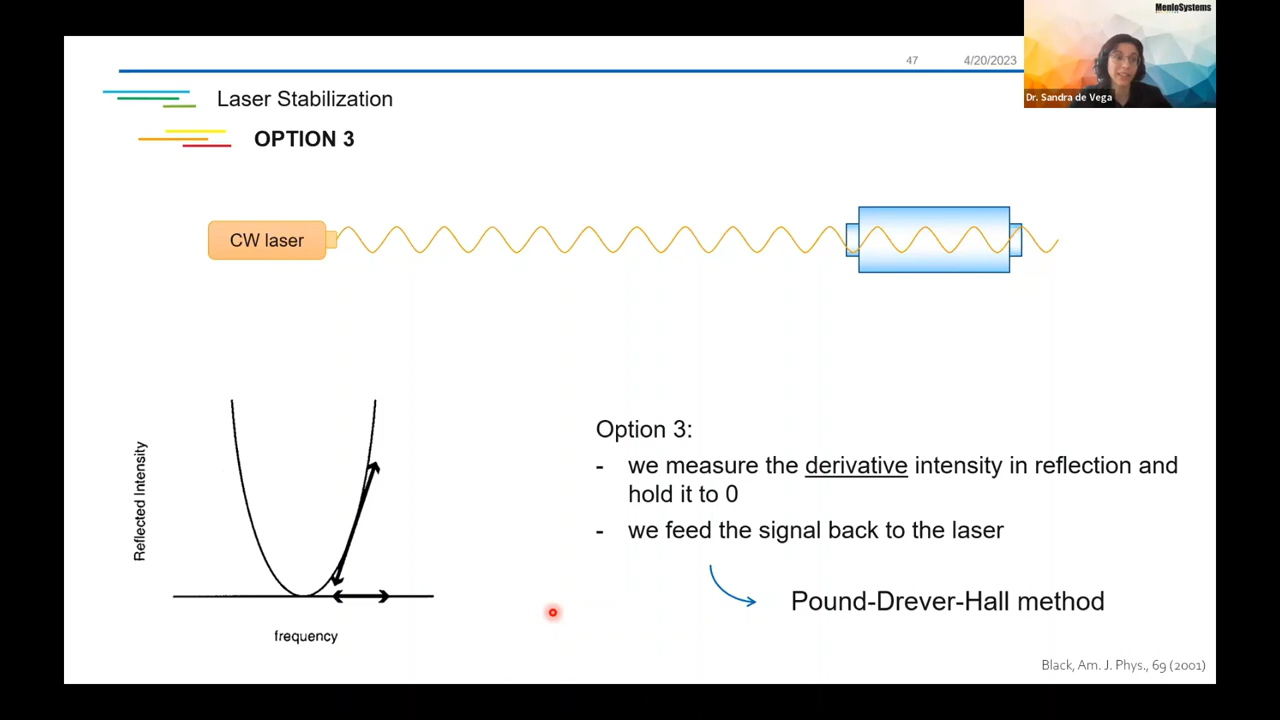 MenloSystems
Dr. Sandra de Vega
47 4/20/2023
Laser Stabilization
OPTION 3
CW laser
Reflected Intensity
frequency
Option 3:
- we measure the derivative intensity in reflection and
hold it to 0
- we feed the signal back to the laser
Pound-Drever-Hall method
Black, Am. J. Phys., 69 (2001)